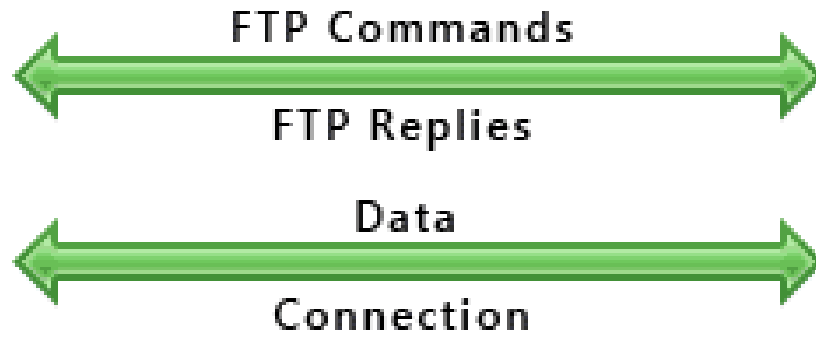 FTP Commands
FTP Replies
Data
Connection